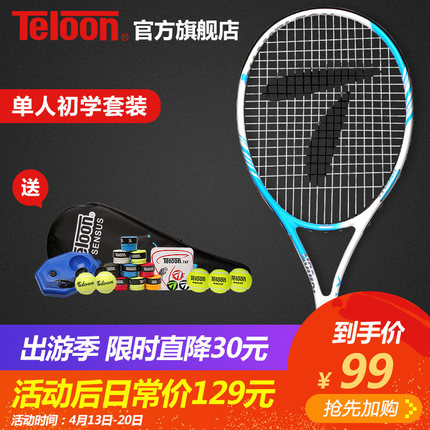 Teloon® 官方旗舰店
单人初学套装
送
Teloon
SENSUS
Teloon
出游季 限时直降30元
活动后日常价129元
活动时间：4月13日-20日
到手价
¥99
抢先加购